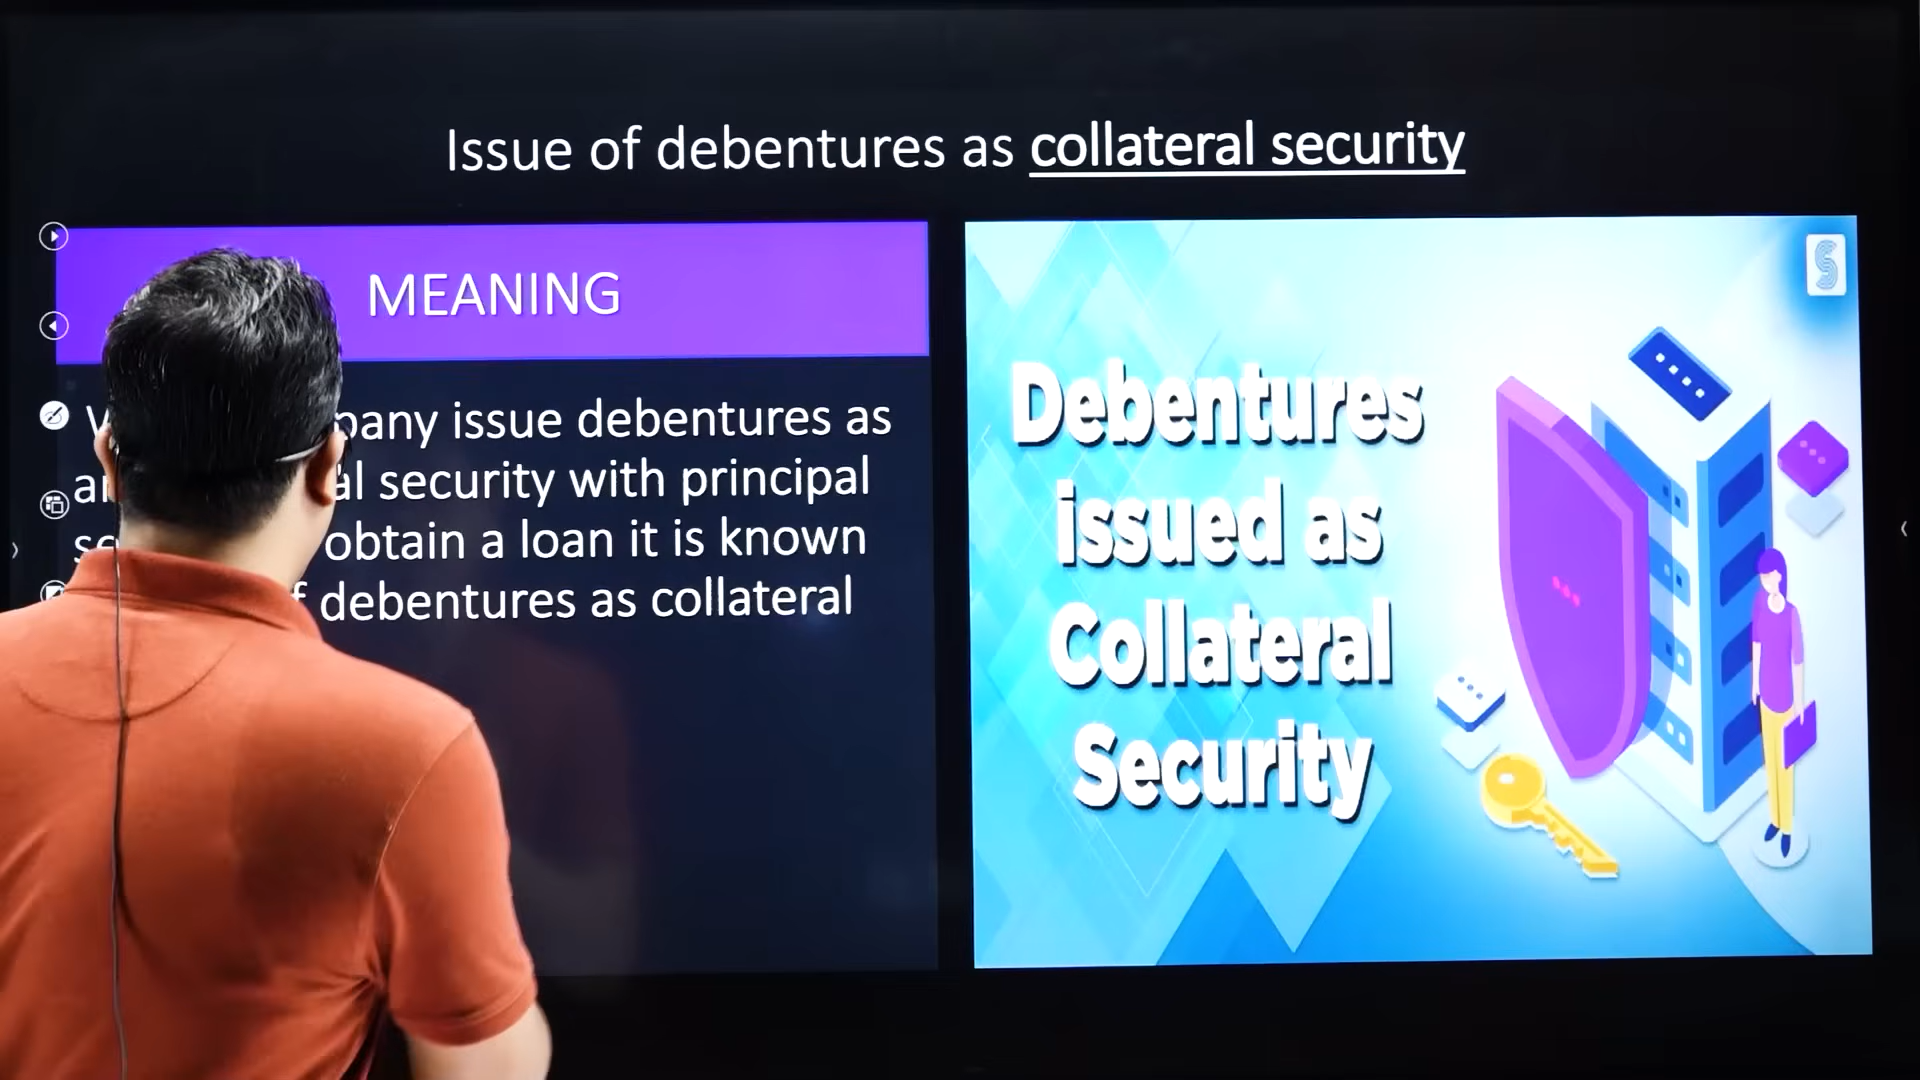 Issue of debentures as collateral security
MEANING
pany issue debentures as
al security with principal
obtain a loan it is known
f debentures as collateral
Debentures
issued as
Collateral
Security
S